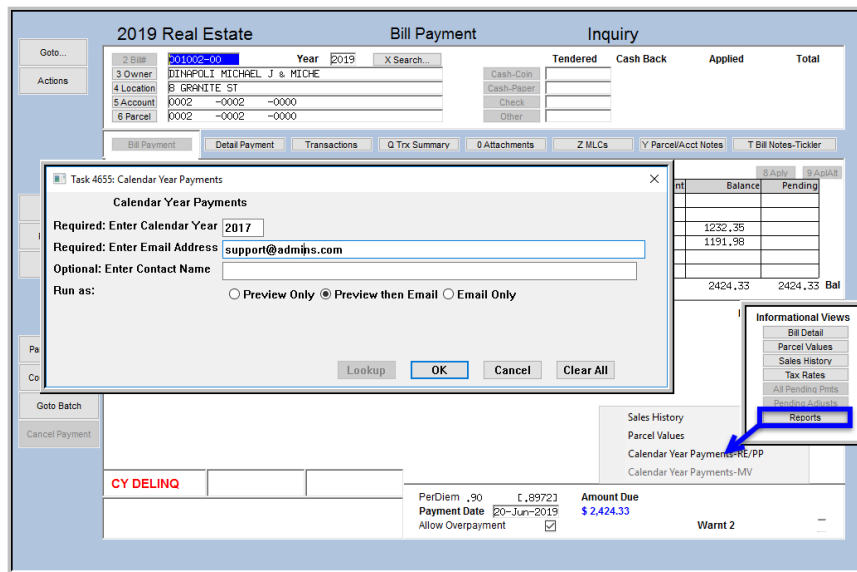 2019 Real Estate Bill Payment Inquiry
Goto...
Actions
2 Bill# 001002-00 Year 2019 X Search... Tendered Cash Back Applied Total
3 Owner DINAPOLI MICHAEL J & MICHE Cash-Coin
4 Location 8 GRANITE ST Cash-Paper
5 Account 0002 -0002 -0000 Check
6 Parcel 0002 -0002 -0000 Other
Bill Payment Detail Payment Transactions Q Trx Summary 0 Attachments Z MLCs Y Parcel/Acct Notes T Bill Notes-Tickler
8 Aply 9 AplAlt
Balance Pending
1232.35
1191.98
2424.33 2424.33 Bal
Task 4655: Calendar Year Payments
Calendar Year Payments
Required: Enter Calendar Year 2017
Required: Enter Email Address support@admins.com
Optional: Enter Contact Name
Run as: Preview Only Preview then Email Email Only
Lookup OK Cancel Clear All
Informational Views
Bill Detail
Parcel Values
Sales History
Tax Rates
All Pending Pmts
Pending Adjusts
Reports
Pa
Co
Goto Batch
Cancel Payment
Sales History
Parcel Values
Calendar Year Payments-RE/PP
Calendar Year Payments-MV
CY DELINQ
PerDiem .90 [.8972] Amount Due
Payment Date 20-Jun-2019 $ 2,424.33
Allow Overpayment Warnt 2